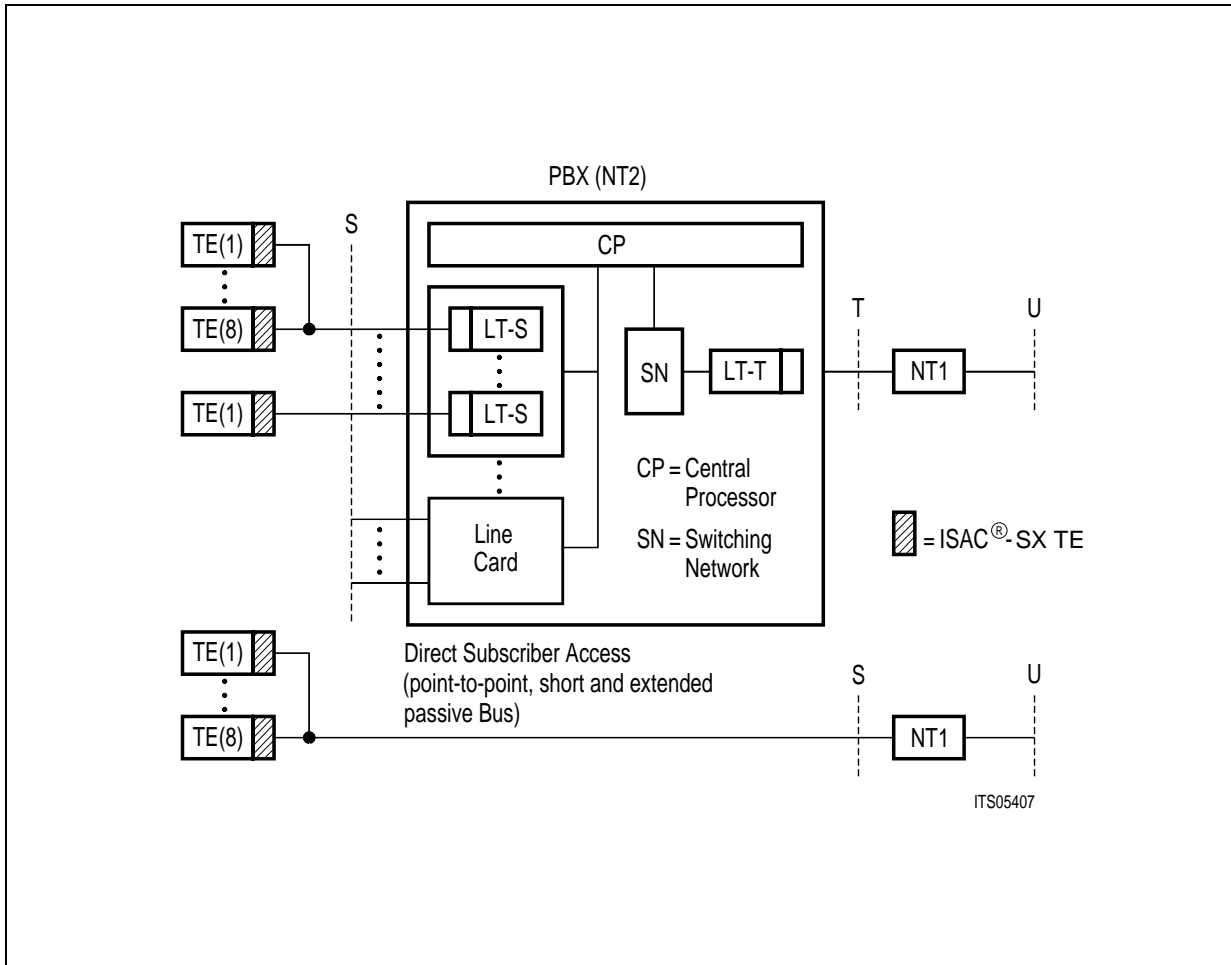 PBX (NT2)
S
CP
TE(1)
TE(8)
LT-S
T
U
SN
LT-T
NT1
TE(1)
LT-S
CP = Central
Processor
Line
Card
SN = Switching
Network
= ISAC®-SX TE
TE(1)
Direct Subscriber Access
(point-to-point, short and extended
passive Bus)
S
U
TE(8)
NT1
ITS05407